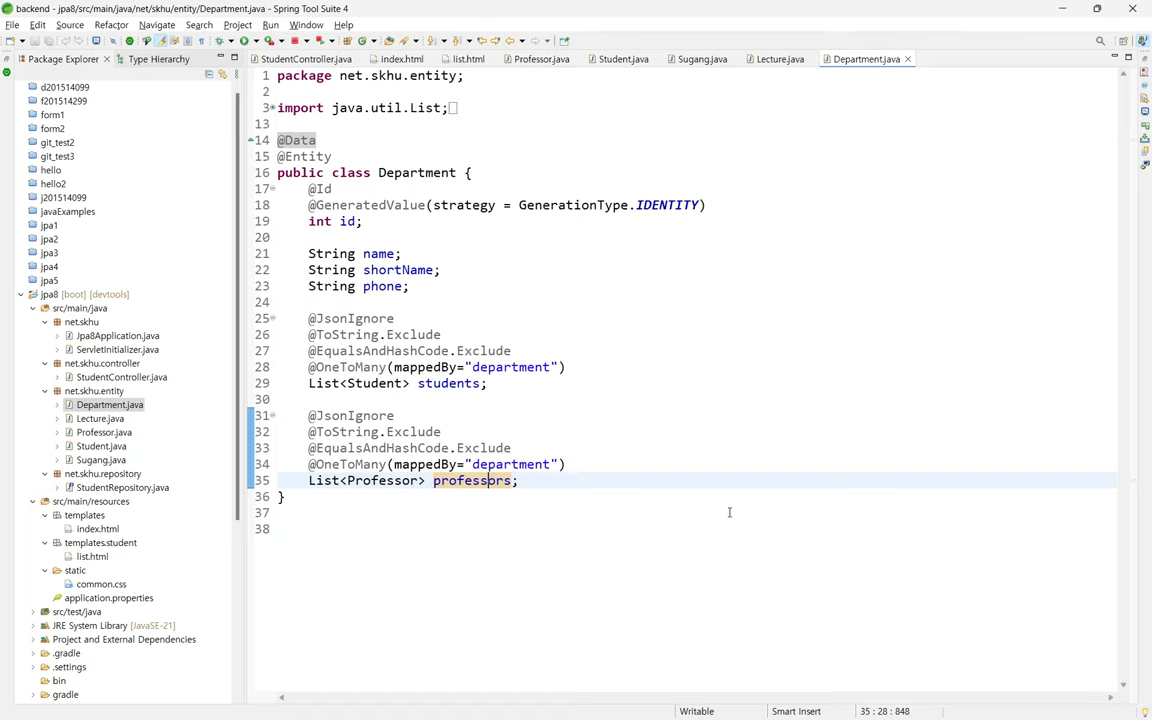 backend - jpa8/src/main/java/net/skhu/entity/Department.java - Spring Tool Suite 4
File Edit Source Refactor Navigate Search Project Run Window Help
Package Explorer Type Hierarchy
StudentController.java index.html list.html Professor.java Student.java Sugang.java Lecture.java Department.java
d201514099
f201514299
form1
form2
git_test2
git_test3
hello
hello2
j201514099
javaExamples
jpa1
jpa2
jpa3
jpa4
jpa5
jpa8 [boot] [devtools]
src/main/java
net.skhu
Jpa8Application.java
ServletInitializer.java
net.skhu.controller
StudentController.java
net.skhu.entity
Department.java
Lecture.java
Professor.java
Student.java
Sugang.java
net.skhu.repository
StudentRepository.java
src/main/resources
templates
index.html
templates.student
list.html
static
common.css
application.properties
src/test/java
JRE System Library [JavaSE-21]
Project and External Dependencies
.gradle
.settings
bin
gradle
1 package net.skhu.entity;
2
3 import java.util.List;
13
14 @Data
15 @Entity
16 public class Department {
17 @Id
18 @GeneratedValue(strategy = GenerationType.IDENTITY)
19 int id;
20
21 String name;
22 String shortName;
23 String phone;
24
25 @JsonIgnore
26 @ToString.Exclude
27 @EqualsAndHashCode.Exclude
28 @OneToMany(mappedBy="department")
29 List<Student> students;
30
31 @JsonIgnore
32 @ToString.Exclude
33 @EqualsAndHashCode.Exclude
34 @OneToMany(mappedBy="department")
35 List<Professor> professors;
36 }
37
38
Writable Smart Insert 35 : 28 : 848